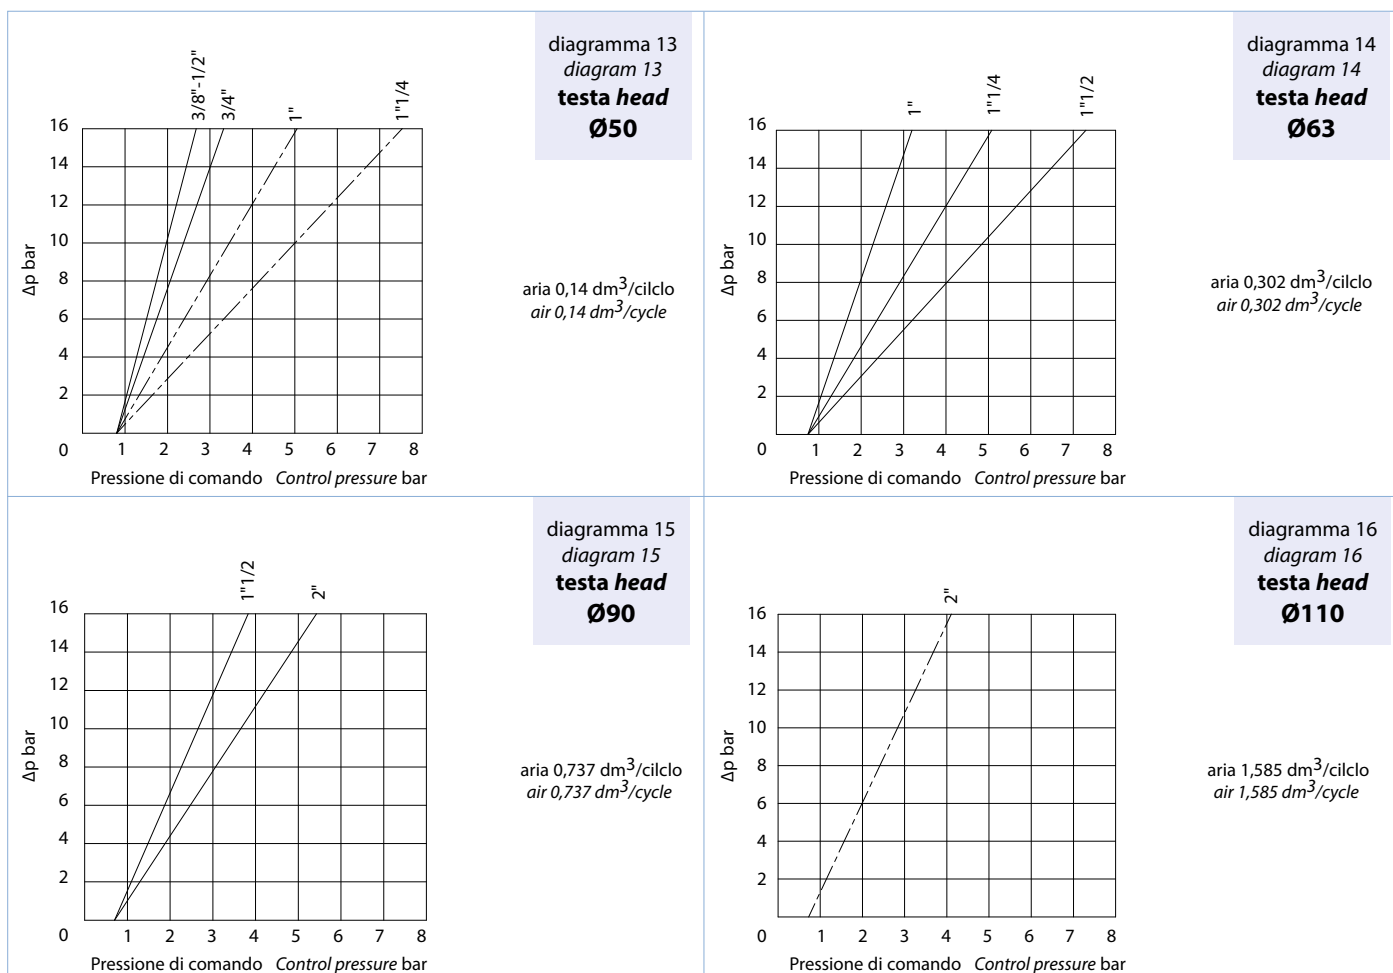 diagramma 13
diagram 13
testa head
Ø50
3/8"-1/2"
3/4"
1"
1"1/4
16
14
12
10
8
6
4
2
0 1 2 3 4 5 6 7 8
Δp bar
Pressione di comando Control pressure bar
aria 0,14 dm3/cilclo
air 0,14 dm3/cycle
diagramma 14
diagram 14
testa head
Ø63
1"
1"1/4
1"1/2
16
14
12
10
8
6
4
2
0 1 2 3 4 5 6 7 8
Δp bar
Pressione di comando Control pressure bar
aria 0,302 dm3/cilclo
air 0,302 dm3/cycle
diagramma 15
diagram 15
testa head
Ø90
1"1/2
2"
16
14
12
10
8
6
4
2
0 1 2 3 4 5 6 7 8
Δp bar
Pressione di comando Control pressure bar
aria 0,737 dm3/cilclo
air 0,737 dm3/cycle
diagramma 16
diagram 16
testa head
Ø110
2"
16
14
12
10
8
6
4
2
0 1 2 3 4 5 6 7 8
Δp bar
Pressione di comando Control pressure bar
aria 1,585 dm3/cilclo
air 1,585 dm3/cycle